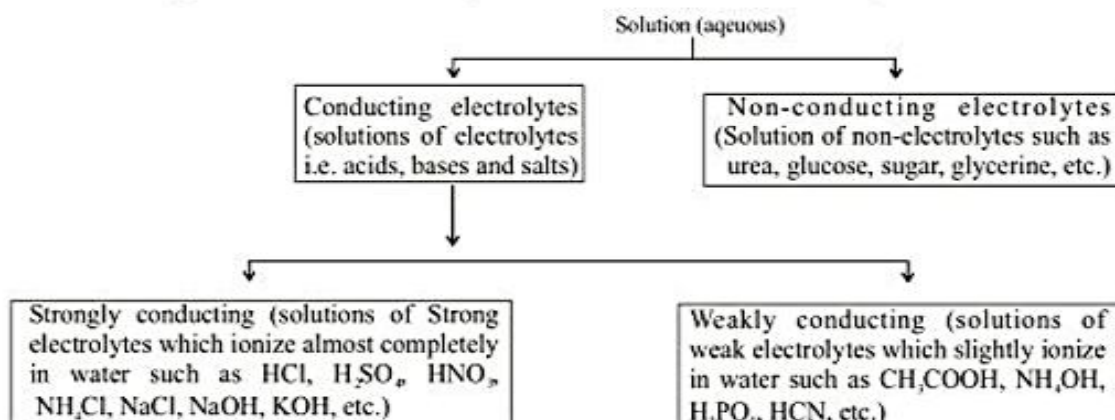 Solution (aqeuous)
Conducting electrolytes
(solutions of electrolytes
i.e. acids, bases and salts)
Non-conducting electrolytes
(Solution of non-electrolytes such as
urea, glucose, sugar, glycerine, etc.)
Strongly conducting (solutions of Strong
electrolytes which ionize almost completely
in water such as HCl, H₂SO₄, HNO₃,
NH₄Cl, NaCl, NaOH, KOH, etc.)
Weakly conducting (solutions of
weak electrolytes which slightly ionize
in water such as CH₃COOH, NH₄OH,
H₃PO₄, HCN, etc.)